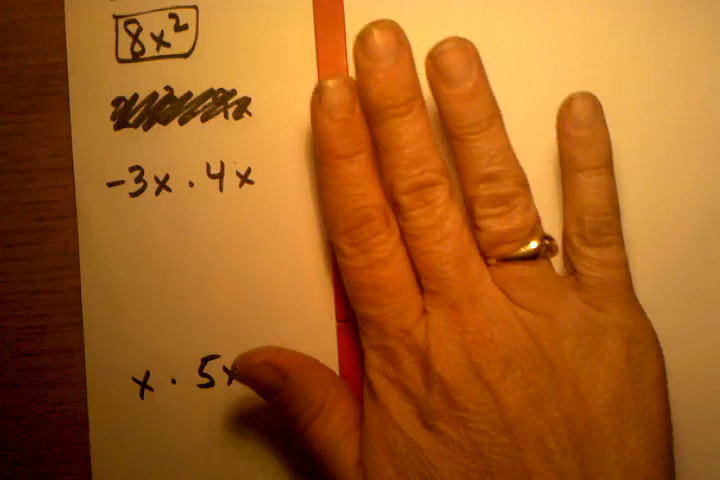 8x²
-3x · 4x
x · 5x